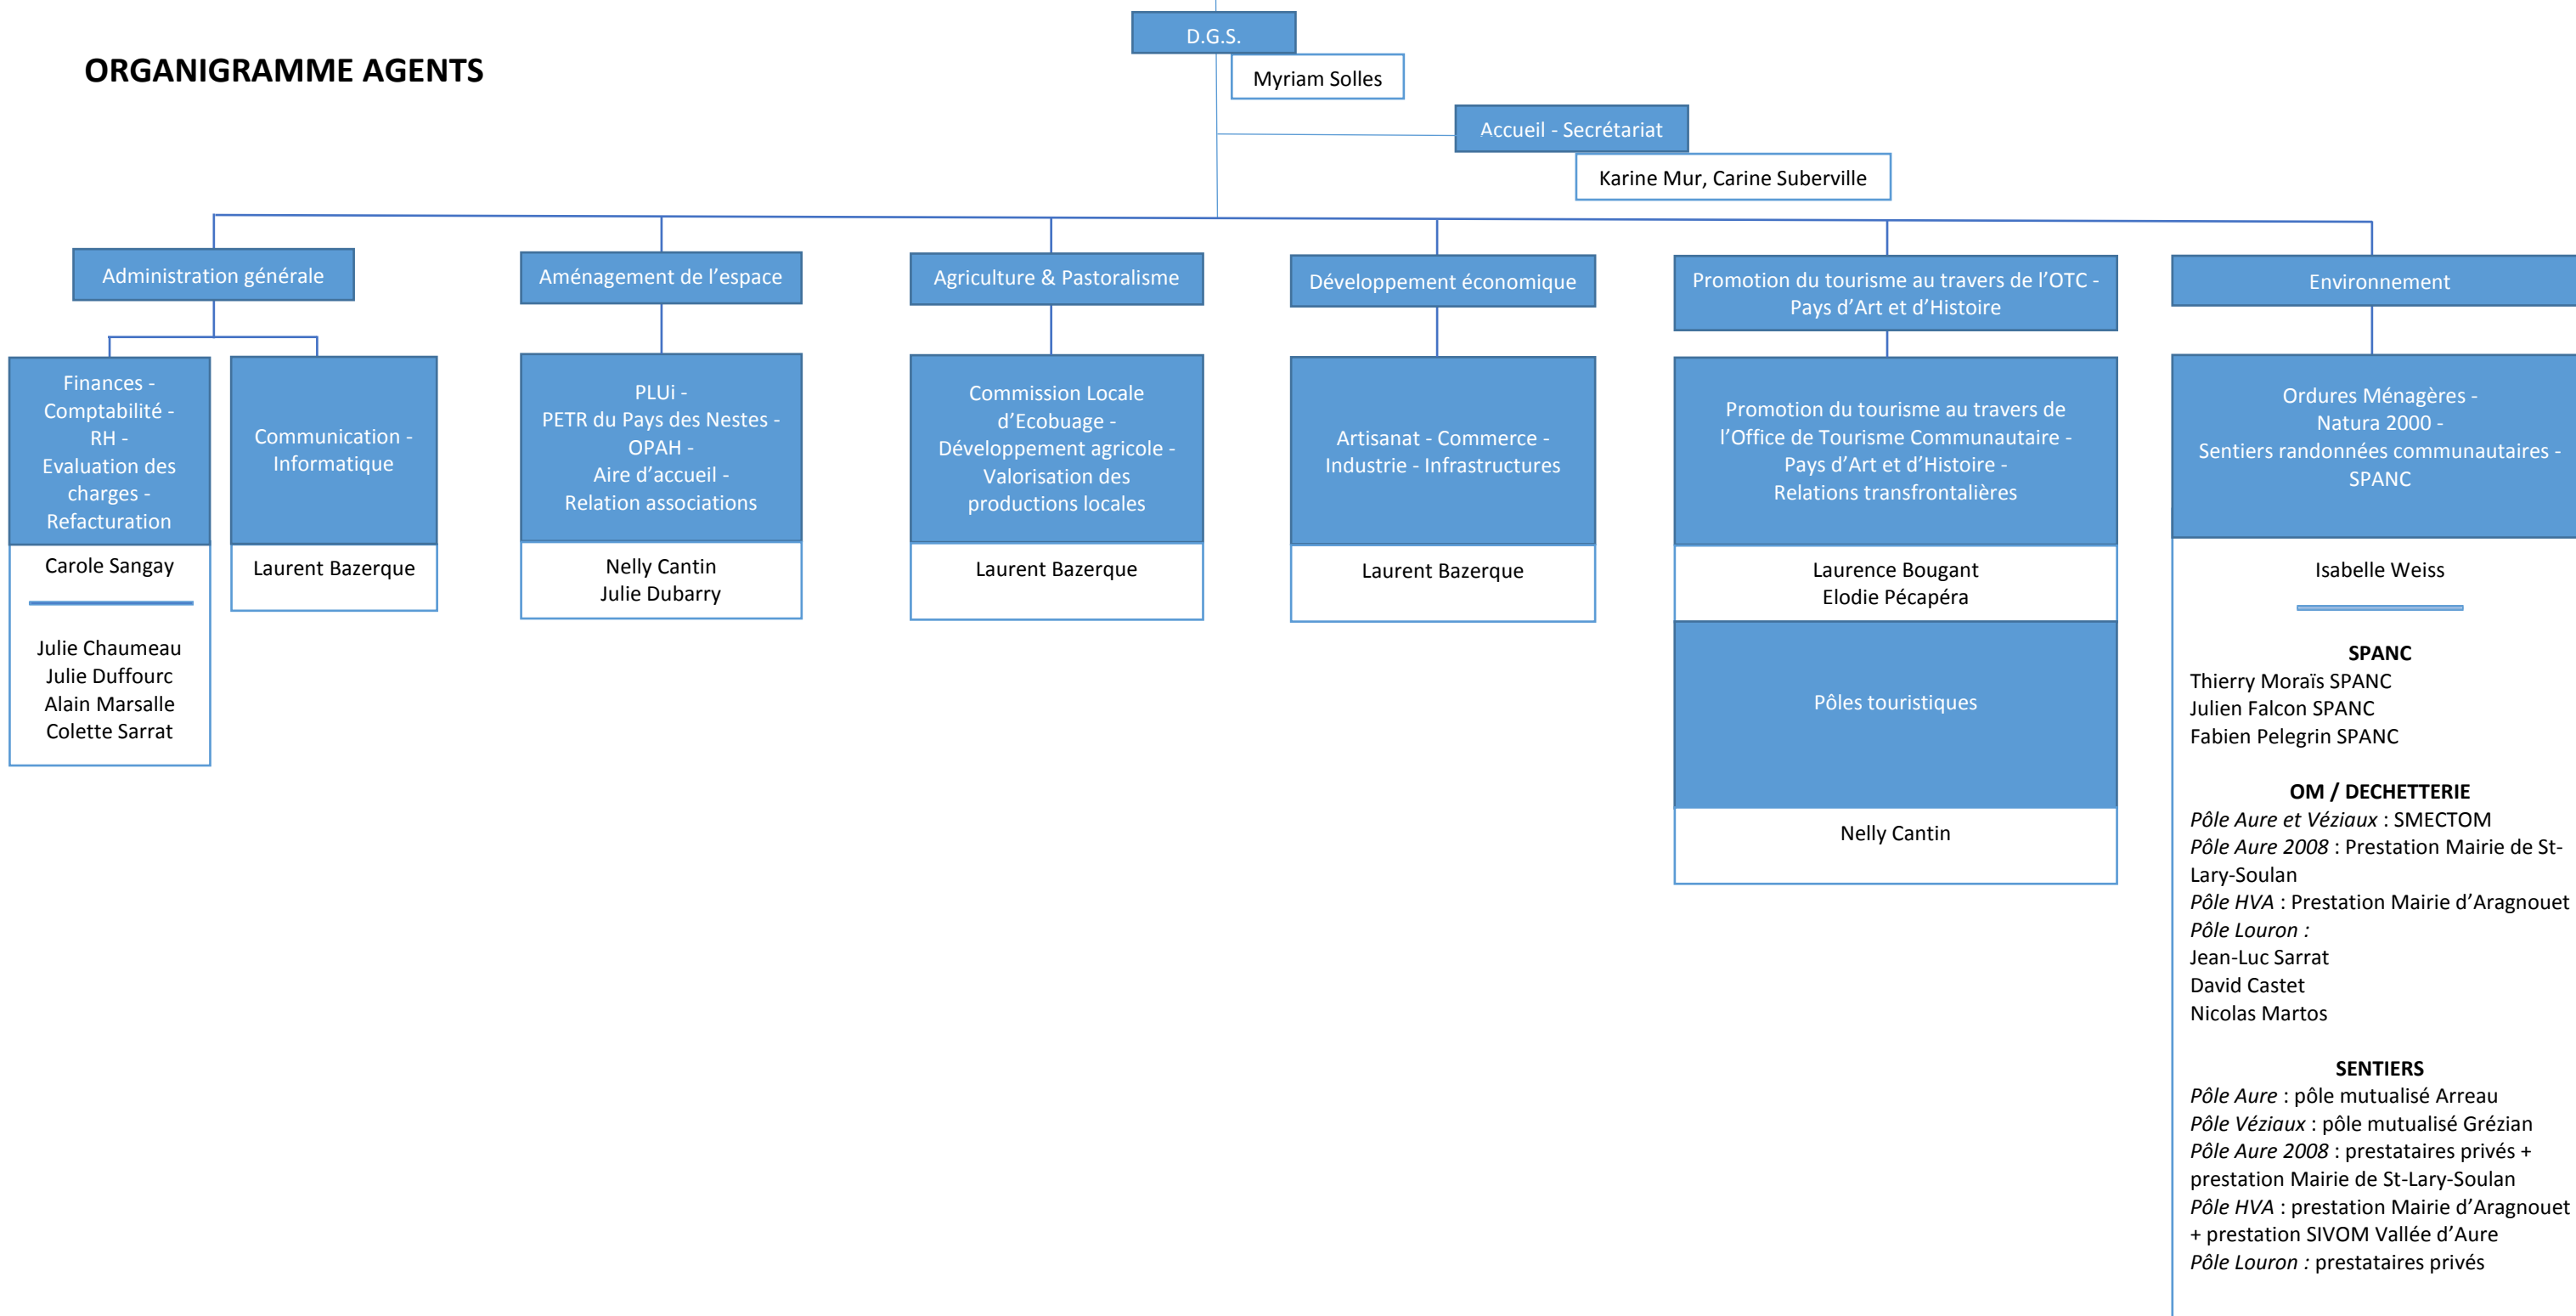 ORGANIGRAMME AGENTS
D.G.S.
Myriam Solles
Accueil - Secrétariat
Karine Mur, Carine Suberville
Administration générale
Finances -
Comptabilité -
RH -
Evaluation des
charges -
Refacturation
Carole Sangay
Julie Chaumeau
Julie Duffourc
Alain Marsalle
Colette Sarrat
Communication -
Informatique
Laurent Bazerque
Aménagement de l’espace
PLUi -
PETR du Pays des Nestes -
OPAH -
Aire d’accueil -
Relation associations
Nelly Cantin
Julie Dubarry
Agriculture & Pastoralisme
Commission Locale
d’Ecobuage -
Développement agricole -
Valorisation des
productions locales
Laurent Bazerque
Développement économique
Artisanat - Commerce -
Industrie - Infrastructures
Laurent Bazerque
Promotion du tourisme au travers de l’OTC -
Pays d’Art et d’Histoire
Promotion du tourisme au travers de
l’Office de Tourisme Communautaire -
Pays d’Art et d’Histoire -
Relations transfrontalières
Laurence Bougant
Elodie Pécapéra
Pôles touristiques
Nelly Cantin
Environnement
Ordures Ménagères -
Natura 2000 -
Sentiers randonnées communautaires -
SPANC
Isabelle Weiss
SPANC
Thierry Moraïs SPANC
Julien Falcon SPANC
Fabien Pelegrin SPANC
OM / DECHETTERIE
Pôle Aure et Véziaux : SMECTOM
Pôle Aure 2008 : Prestation Mairie de St-
Lary-Soulan
Pôle HVA : Prestation Mairie d’Aragnouet
Pôle Louron :
Jean-Luc Sarrat
David Castet
Nicolas Martos
SENTIERS
Pôle Aure : pôle mutualisé Arreau
Pôle Véziaux : pôle mutualisé Grézian
Pôle Aure 2008 : prestataires privés +
prestation Mairie de St-Lary-Soulan
Pôle HVA : prestation Mairie d’Aragnouet
+ prestation SIVOM Vallée d’Aure
Pôle Louron : prestataires privés